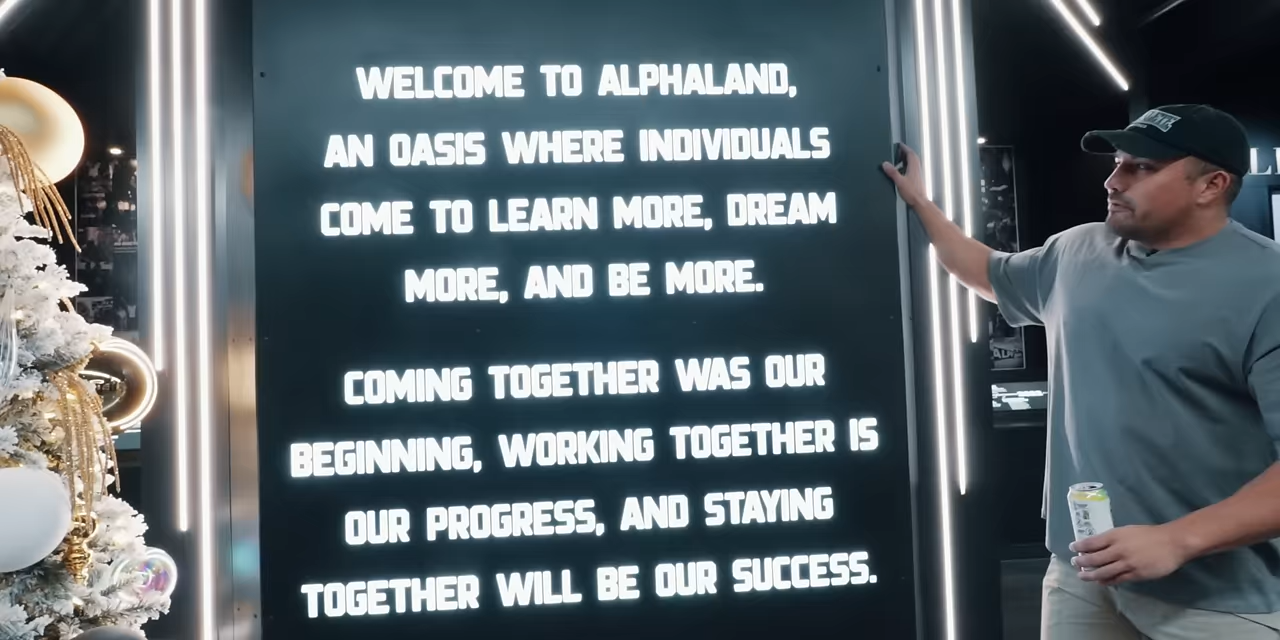 WELCOME TO ALPHALAND,
AN OASIS WHERE INDIVIDUALS
COME TO LEARN MORE, DREAM
MORE, AND BE MORE.
COMING TOGETHER WAS OUR
BEGINNING, WORKING TOGETHER IS
OUR PROGRESS, AND STAYING
TOGETHER WILL BE OUR SUCCESS.